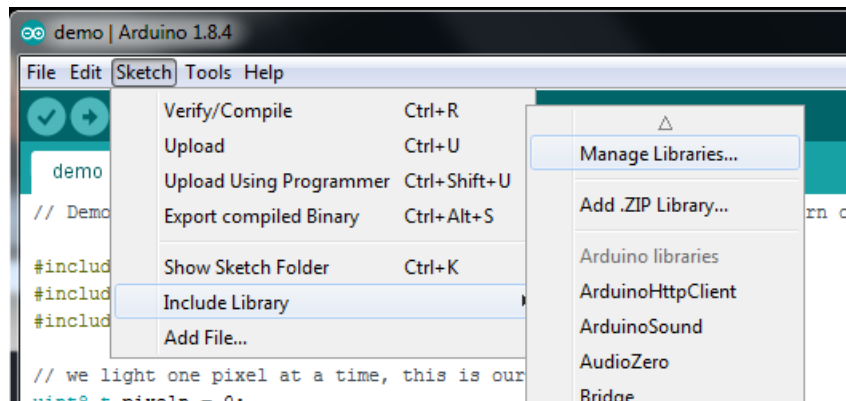 demo | Arduino 1.8.4
File Edit Sketch Tools Help
demo
Verify/Compile Ctrl+R
Upload Ctrl+U
Upload Using Programmer Ctrl+Shift+U
Export compiled Binary Ctrl+Alt+S
Show Sketch Folder Ctrl+K
Include Library
Add File...
Manage Libraries...
Add .ZIP Library...
Arduino libraries
ArduinoHttpClient
ArduinoSound
AudioZero
Bridge
// Demo
#includ
#includ
#includ
// we light one pixel at a time, this is our
uint8_t pixeln = 0;